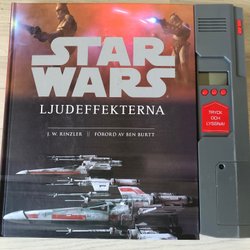 STAR
WARS
LJUDEFFEKTERNA
J. W. RINZLER || FÖRORD AV BEN BURTT
TRYCK
OCH
LYSSNA!